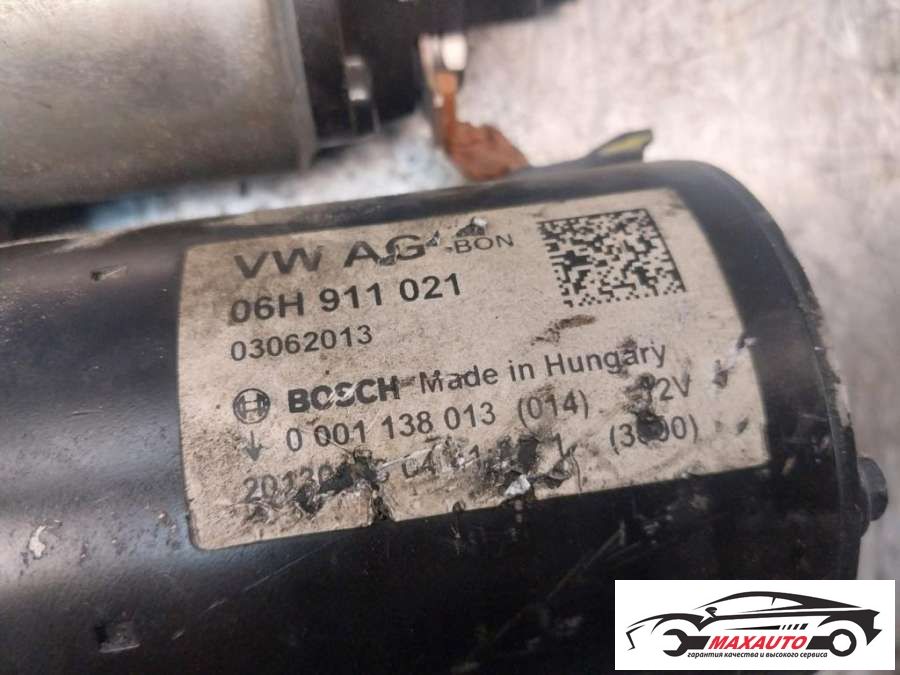 VW AG -BON
06H 911 021
03062013
BOSCH Made in Hungary
0 001 138 013 (014) 12V
MAXAUTO
гарантия качества и высокого сервиса